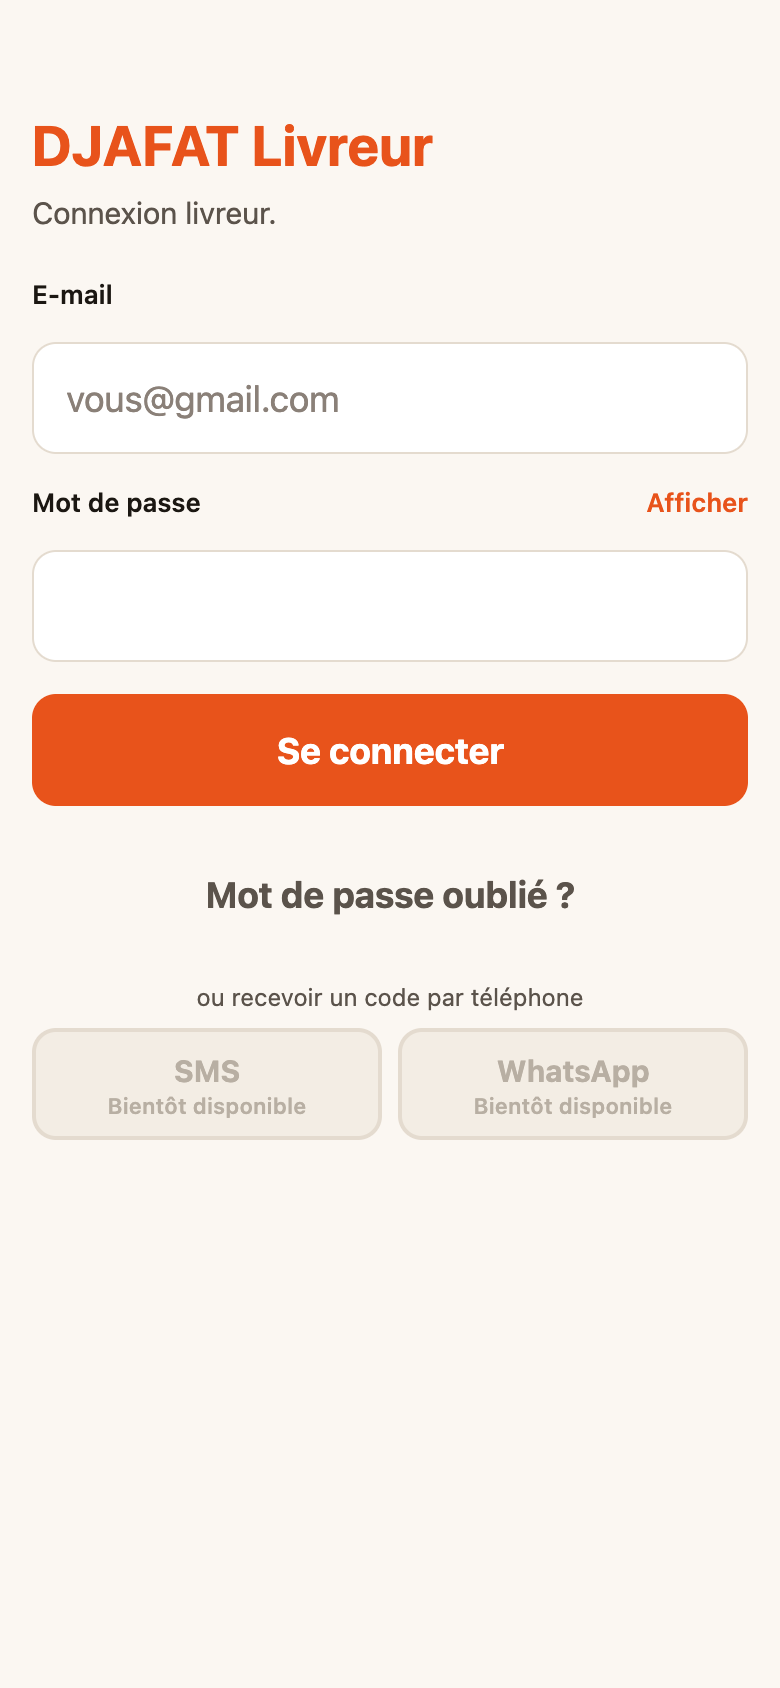 DJAFAT Livreur
Connexion livreur.
E-mail
vous@gmail.com
Mot de passe
Afficher
Se connecter
Mot de passe oublié ?
ou recevoir un code par téléphone
SMS
Bientôt disponible
WhatsApp
Bientôt disponible